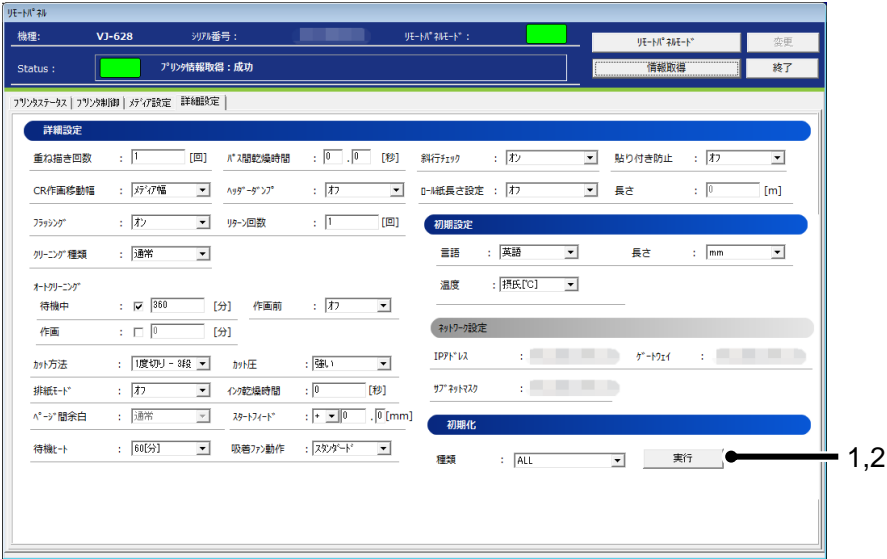 ﾘﾓｰﾄﾊﾟﾈﾙ
機種: VJ-628 ｼﾘｱﾙ番号 : ﾘﾓｰﾄﾊﾟﾈﾙﾓｰﾄﾞ : ﾘﾓｰﾄﾊﾟﾈﾙﾓｰﾄﾞ 変更
Status : ﾌﾟﾘﾝﾀ情報取得 : 成功 情報取得 終了
ﾌﾟﾘﾝﾀｽﾃｰﾀｽ ﾌﾟﾘﾝﾀ制御 ﾒﾃﾞｨｱ設定 詳細設定
詳細設定
重ね描き回数 : 1 [回] ﾊﾟｽ間乾燥時間 : 0 . 0 [秒] 斜行ﾁｪｯｸ : ｵﾝ 貼り付き防止 : ｵﾌ
CR作画移動幅 : ﾒﾃﾞｨｱ幅 ﾍｯﾀﾞｰﾀﾞﾝﾌﾟ : ｵﾌ ﾛｰﾙ紙長さ設定 : ｵﾌ 長さ : 0 [m]
ﾌﾗｯｼﾝｸﾞ : ｵﾝ ﾘﾀｰﾝ回数 : 1 [回] 初期設定
ｸﾘｰﾆﾝｸﾞ種類 : 通常 言語 : 英語 長さ : mm
ｵｰﾄｸﾘｰﾆﾝｸﾞ 温度 : 摂氏[℃]
待機中 : 360 [分] 作画前 : ｵﾌ
作画 : 0 [分] ﾈｯﾄﾜｰｸ設定
IPｱﾄﾞﾚｽ : ｹﾞｰﾄｳｪｲ :
ｶｯﾄ方法 : 1度切り - 3段 ｶｯﾄ圧 : 強い
排紙ﾓｰﾄﾞ : ｵﾌ ｲﾝｸ乾燥時間 : 0 [秒] ｻﾌﾞﾈｯﾄﾏｽｸ :
ﾍﾟｰｼﾞ間余白 : 通常 ｽﾀｰﾄﾌｨｰﾄﾞ : + 0 . 0 [mm] 初期化
待機ﾋｰﾄ : 60[分] 吸着ﾌｧﾝ動作 : ｽﾀﾝﾀﾞｰﾄﾞ 種類 : ALL 実行 1,2